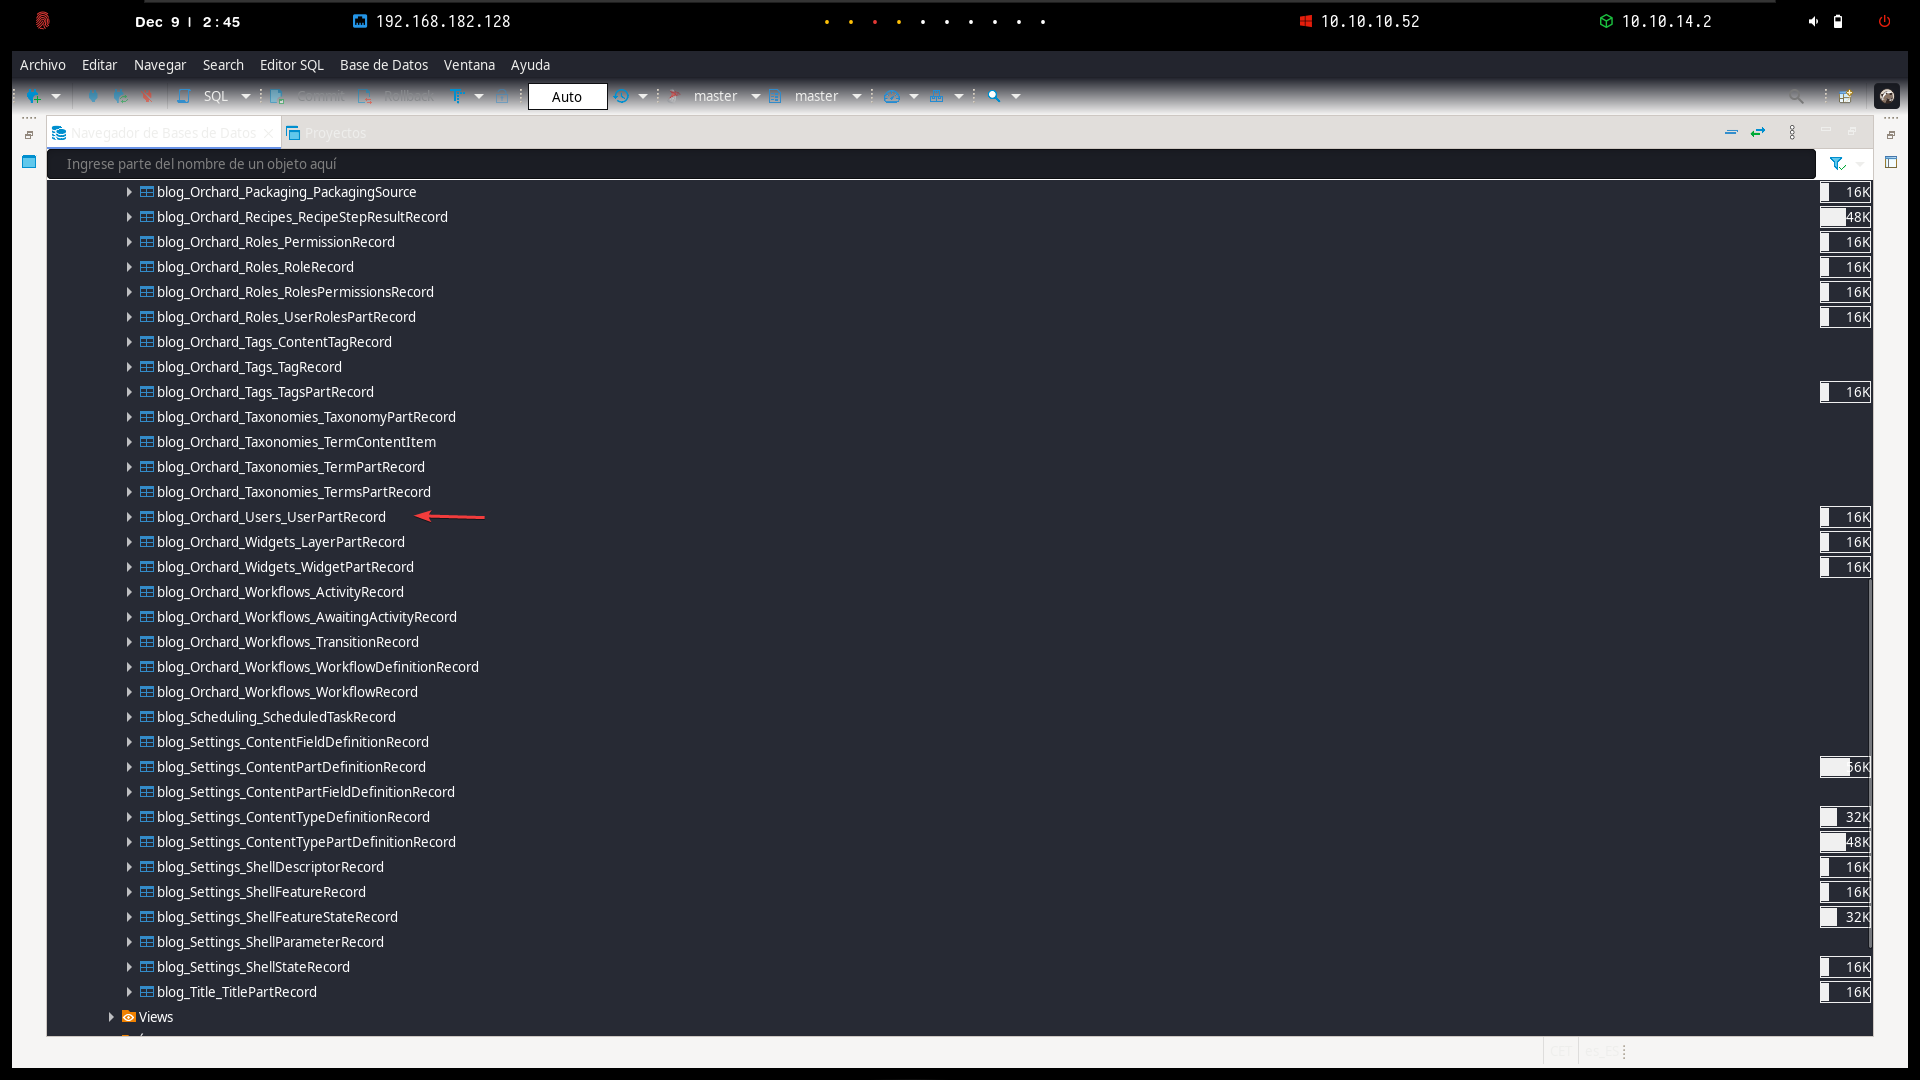 Dec 9 | 2:45 192.168.182.128 10.10.10.52 10.10.14.2
Archivo Editar Navegar Search Editor SQL Base de Datos Ventana Ayuda
SQL Commit Rollback Auto master master
Navegador de Bases de Datos Proyectos
Ingrese parte del nombre de un objeto aquí
blog_Orchard_Packaging_PackagingSource 16K
blog_Orchard_Recipes_RecipeStepResultRecord 48K
blog_Orchard_Roles_PermissionRecord 16K
blog_Orchard_Roles_RoleRecord 16K
blog_Orchard_Roles_RolesPermissionsRecord 16K
blog_Orchard_Roles_UserRolesPartRecord 16K
blog_Orchard_Tags_ContentTagRecord
blog_Orchard_Tags_TagRecord
blog_Orchard_Tags_TagsPartRecord 16K
blog_Orchard_Taxonomies_TaxonomyPartRecord
blog_Orchard_Taxonomies_TermContentItem
blog_Orchard_Taxonomies_TermPartRecord
blog_Orchard_Taxonomies_TermsPartRecord
blog_Orchard_Users_UserPartRecord 16K
blog_Orchard_Widgets_LayerPartRecord 16K
blog_Orchard_Widgets_WidgetPartRecord 16K
blog_Orchard_Workflows_ActivityRecord
blog_Orchard_Workflows_AwaitingActivityRecord
blog_Orchard_Workflows_TransitionRecord
blog_Orchard_Workflows_WorkflowDefinitionRecord
blog_Orchard_Workflows_WorkflowRecord
blog_Scheduling_ScheduledTaskRecord
blog_Settings_ContentFieldDefinitionRecord
blog_Settings_ContentPartDefinitionRecord
blog_Settings_ContentPartFieldDefinitionRecord
blog_Settings_ContentTypeDefinitionRecord 32K
blog_Settings_ContentTypePartDefinitionRecord 48K
blog_Settings_ShellDescriptorRecord 16K
blog_Settings_ShellFeatureRecord 16K
blog_Settings_ShellFeatureStateRecord 32K
blog_Settings_ShellParameterRecord
blog_Settings_ShellStateRecord 16K
blog_Title_TitlePartRecord 16K
Views
CET es_ES